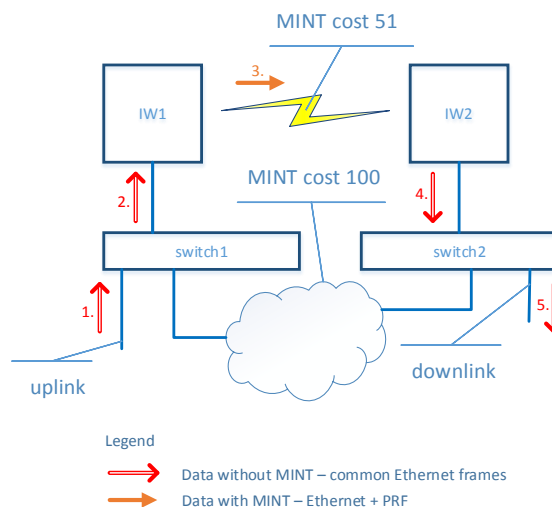 MINT cost 51
3.
IW1
IW2
2.
MINT cost 100
4.
switch1
switch2
1.
5.
uplink
downlink
Legend
Data without MINT – common Ethernet frames
Data with MINT – Ethernet + PRF